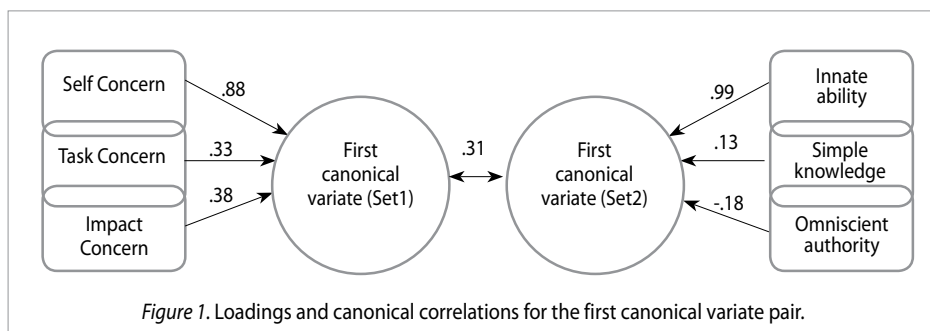 Self Concern
Task Concern
Impact
Concern
.88
.33
.38
First
canonical
variate (Set1)
.31
First
canonical
variate (Set2)
.99
.13
-.18
Innate
ability
Simple
knowledge
Omniscient
authority
Figure 1. Loadings and canonical correlations for the first canonical variate pair.